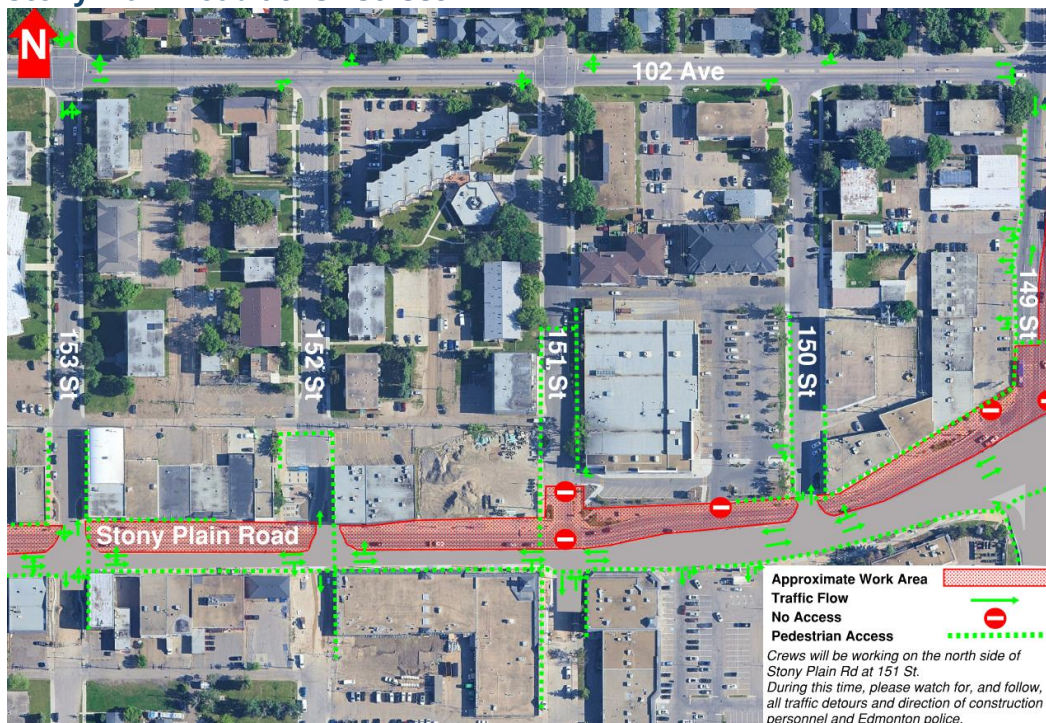 N
102 Ave
153 St
152 St
151 St
150 St
149 St
Stony Plain Road
Approximate Work Area
Traffic Flow
No Access
Pedestrian Access
Crews will be working on the north side of
Stony Plain Rd at 151 St.
During this time, please watch for, and follow,
all traffic detours and direction of construction
personnel and Edmonton police.